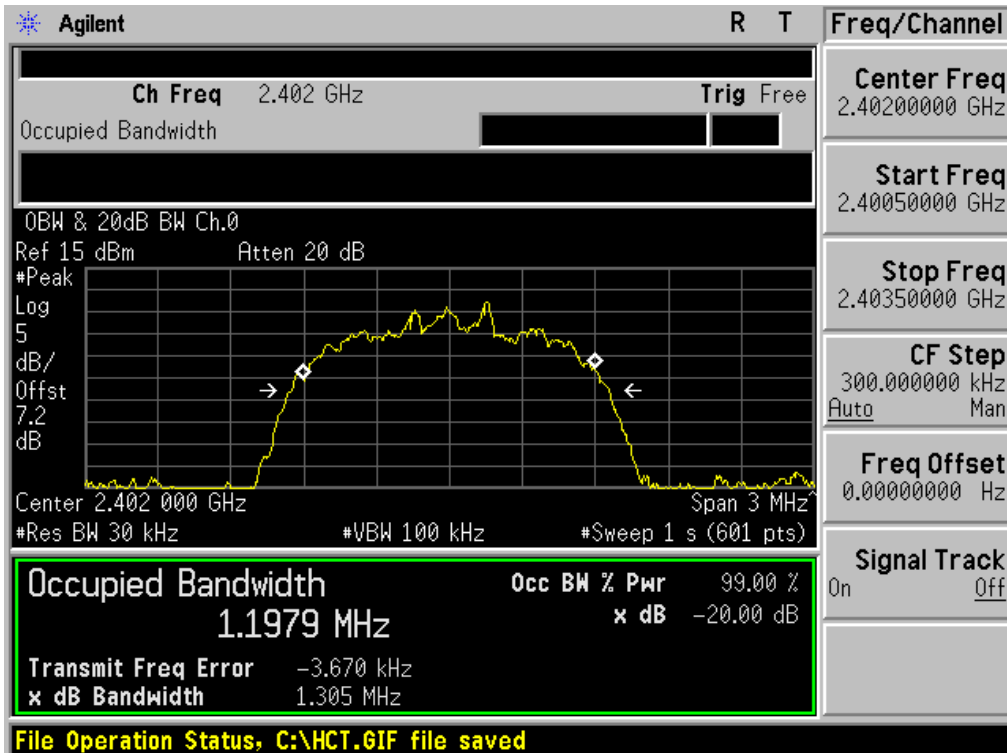 Agilent R T Freq/Channel
Ch Freq 2.402 GHz Trig Free
Occupied Bandwidth
OBW & 20dB BW Ch.0
Ref 15 dBm Atten 20 dB
#Peak
Log
5
dB/
Offst
7.2
dB
Center 2.402 000 GHz Span 3 MHz^
#Res BW 30 kHz #VBW 100 kHz #Sweep 1 s (601 pts)
Occupied Bandwidth Occ BW % Pwr 99.00 %
1.1979 MHz x dB -20.00 dB
Transmit Freq Error -3.670 kHz
x dB Bandwidth 1.305 MHz
File Operation Status, C:\HCT.GIF file saved
Center Freq
2.40200000 GHz
Start Freq
2.40050000 GHz
Stop Freq
2.40350000 GHz
CF Step
300.000000 kHz
Auto Man
Freq Offset
0.00000000 Hz
Signal Track
On Off